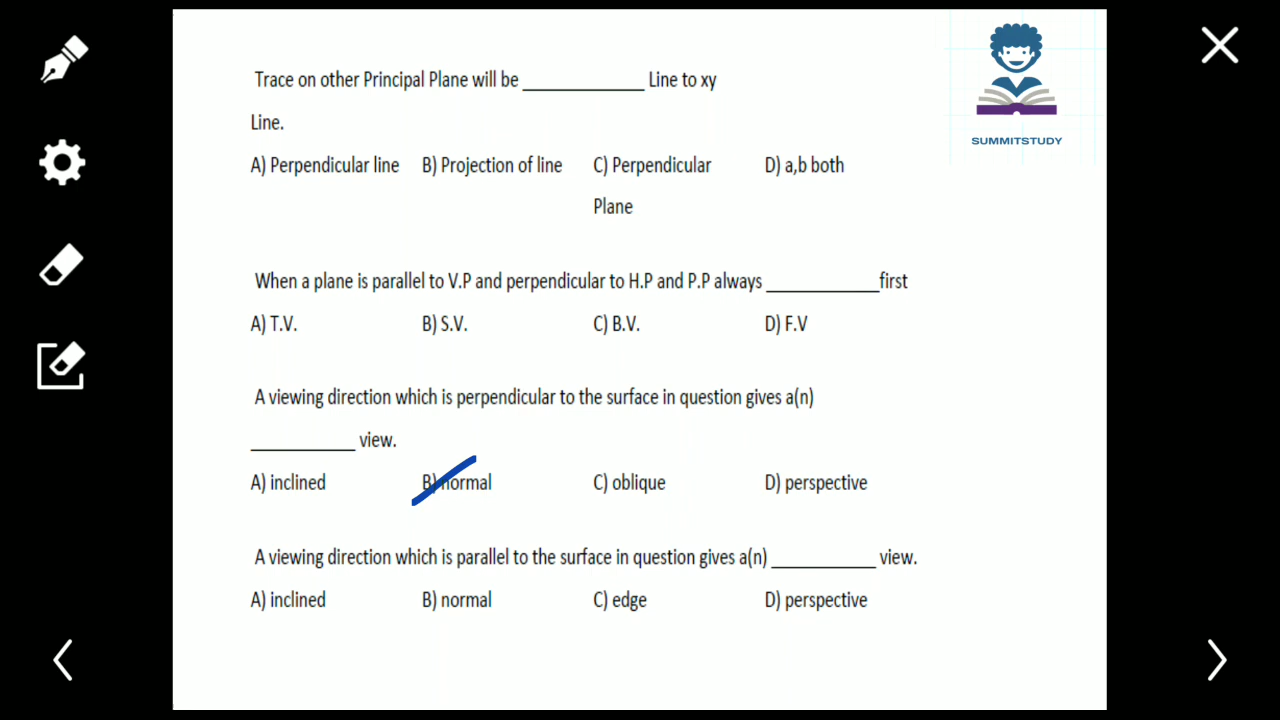 Trace on other Principal Plane will be ____________ Line to xy
Line.
A) Perpendicular line B) Projection of line C) Perpendicular Plane D) a,b both
When a plane is parallel to V.P and perpendicular to H.P and P.P always ___________first
A) T.V. B) S.V. C) B.V. D) F.V
A viewing direction which is perpendicular to the surface in question gives a(n)
__________ view.
A) inclined B) normal C) oblique D) perspective
A viewing direction which is parallel to the surface in question gives a(n) __________ view.
A) inclined B) normal C) edge D) perspective
SUMMITSTUDY